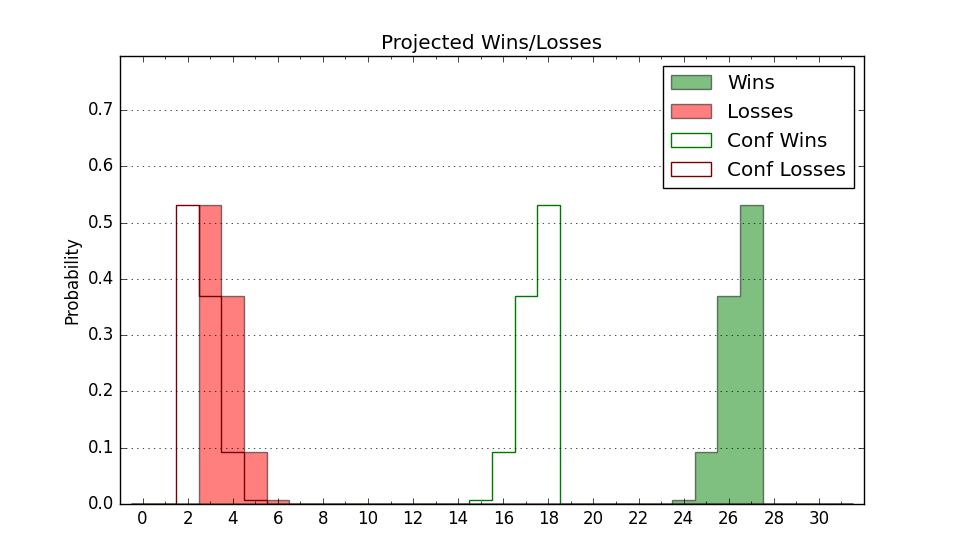 Projected Wins/Losses
Wins
Losses
Conf Wins
Conf Losses
Probability
0.7
0.6
0.5
0.4
0.3
0.2
0.1
0.0
0 2 4 6 8 10 12 14 16 18 20 22 24 26 28 30